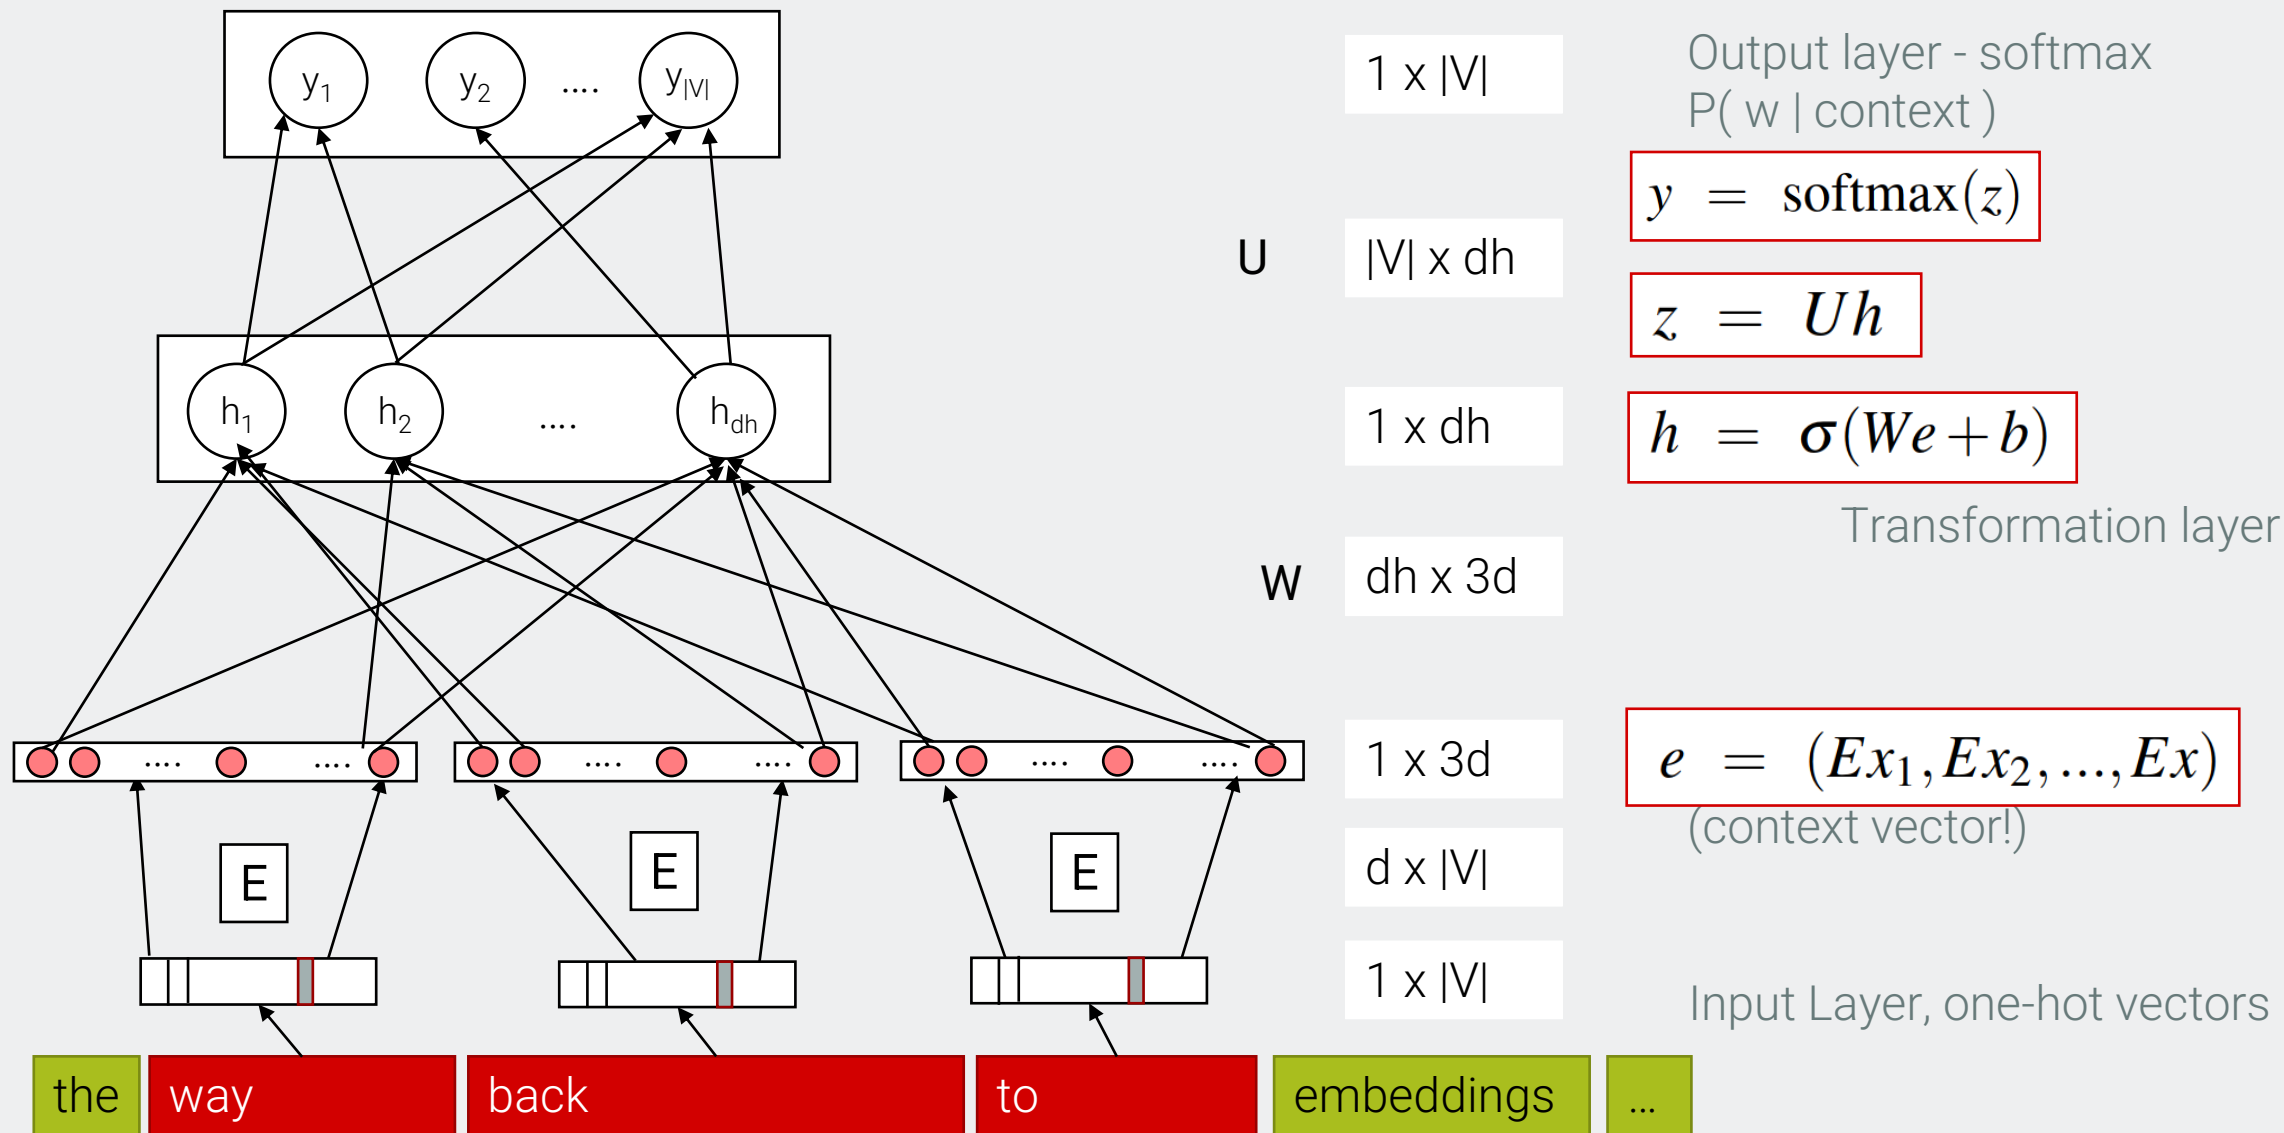 y1 y2 .... y|V|
1 x |V|
Output layer - softmax
P( w | context )
y = softmax(z)
U |V| x dh
z = Uh
h1 h2 .... hdh
1 x dh
h = σ(We + b)
Transformation layer
W dh x 3d
.... .... .... .... .... ....
1 x 3d
e = (Ex1, Ex2, ..., Ex)
(context vector!)
E E E
d x |V|
1 x |V|
Input Layer, one-hot vectors
the way back to embeddings ...